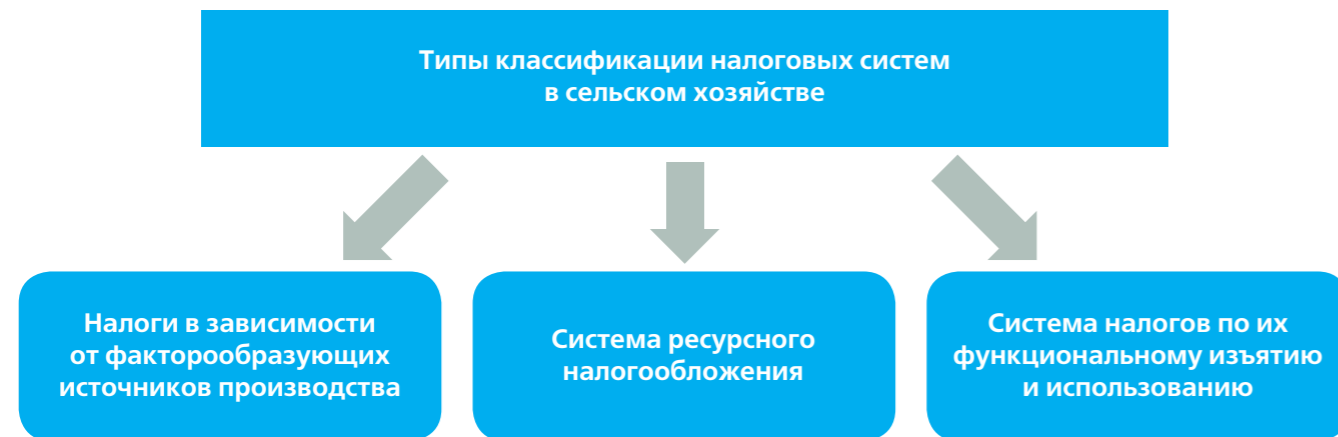 Типы классификации налоговых систем
в сельском хозяйстве
Налоги в зависимости
от факторообразующих
источников производства
Система ресурсного
налогообложения
Система налогов по их
функциональному изъятию
и использованию